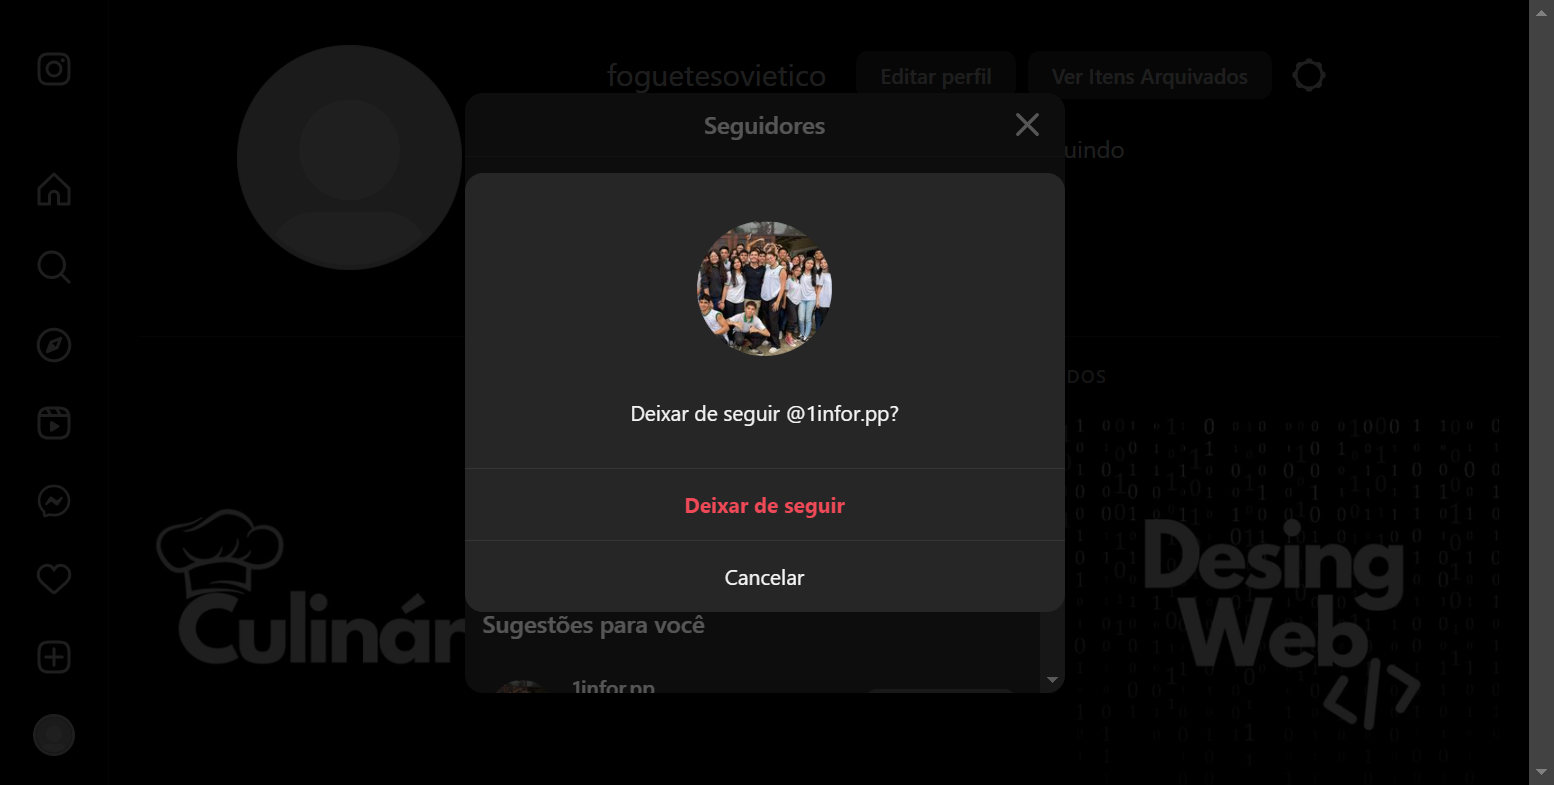 foguetesovietico
Editar perfil
Ver Itens Arquivados
Seguidores
uindo
Deixar de seguir @1infor.pp?
DOS
Deixar de seguir
Cancelar
Culinár
Desing
Web
</>
Sugestões para você
1infor.pp